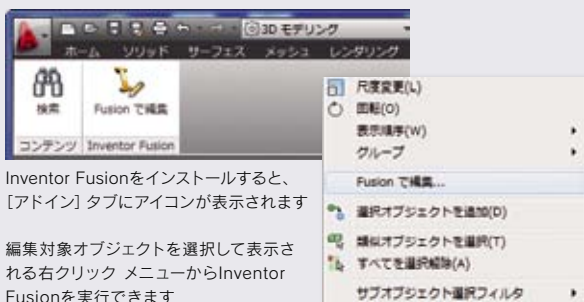 3D モデリング
ホーム ソリッド サーフェス メッシュ レンダリング
検索
Fusion で編集
コンテンツ Inventor Fusion
尺度変更(L)
回転(O)
表示順序(W)
グループ
Fusion で編集...
選択オブジェクトを追加(D)
類似オブジェクトを選択(T)
すべてを選択解除(A)
サブオブジェクト選択フィルタ
Inventor Fusionをインストールすると、
［アドイン］タブにアイコンが表示されます
編集対象オブジェクトを選択して表示さ
れる右クリック メニューからInventor
Fusionを実行できます